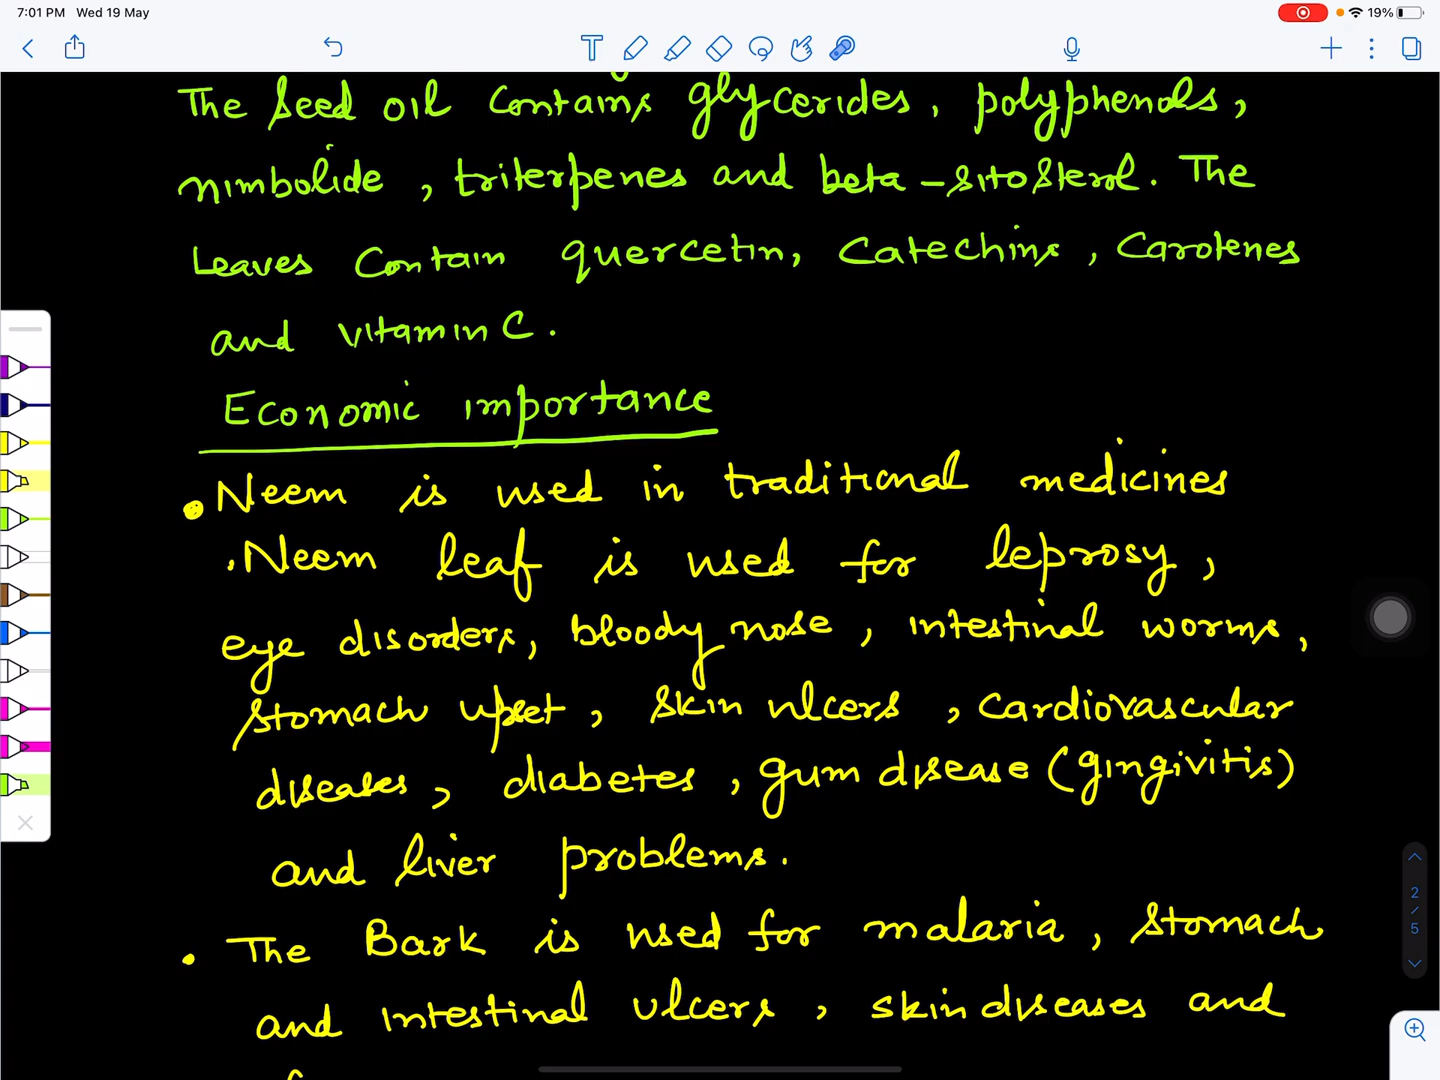 7:01 PM Wed 19 May
19%
The seed oil contains glycerides, polyphenols,
nimbolide, triterpenes and beta-sitosterol. The
Leaves contain quercetin, catechins, carotenes
and vitamin C.
Economic importance
• Neem is used in traditional medicines
. Neem leaf is used for leprosy,
eye disorders, bloody nose, intestinal worms,
stomach upset, skin ulcers, cardiovascular
diseases, diabetes, gum disease (gingivitis)
and liver problems.
• The Bark is used for malaria, stomach
and intestinal ulcers, skin diseases and
2
/
5